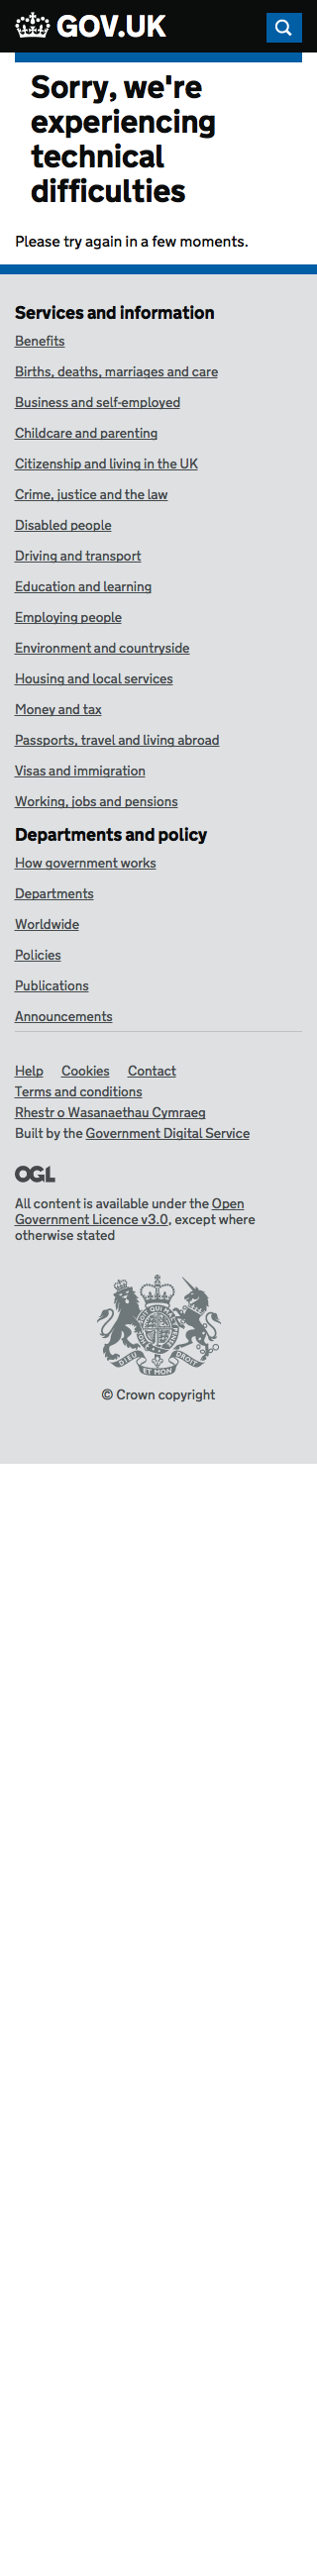 GOV.UK
Sorry, we're
experiencing
technical
difficulties
Please try again in a few moments.
Services and information
Benefits
Births, deaths, marriages and care
Business and self-employed
Childcare and parenting
Citizenship and living in the UK
Crime, justice and the law
Disabled people
Driving and transport
Education and learning
Employing people
Environment and countryside
Housing and local services
Money and tax
Passports, travel and living abroad
Visas and immigration
Working, jobs and pensions
Departments and policy
How government works
Departments
Worldwide
Policies
Publications
Announcements
Help Cookies Contact
Terms and conditions
Rhestr o Wasanaethau Cymraeg
Built by the Government Digital Service
OGL
All content is available under the Open
Government Licence v3.0, except where
otherwise stated
DIEU ET MON DROIT
© Crown copyright